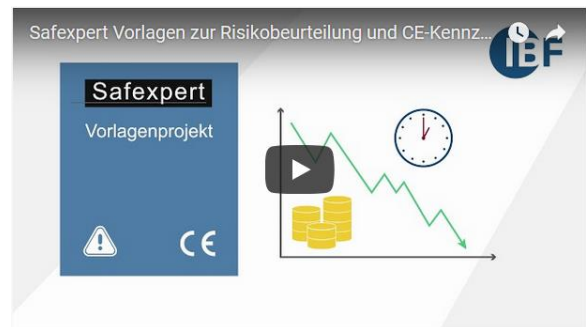 Safexpert Vorlagen zur Risikobeurteilung und CE-Kennz...
IBF
Safexpert
Vorlagenprojekt
CE